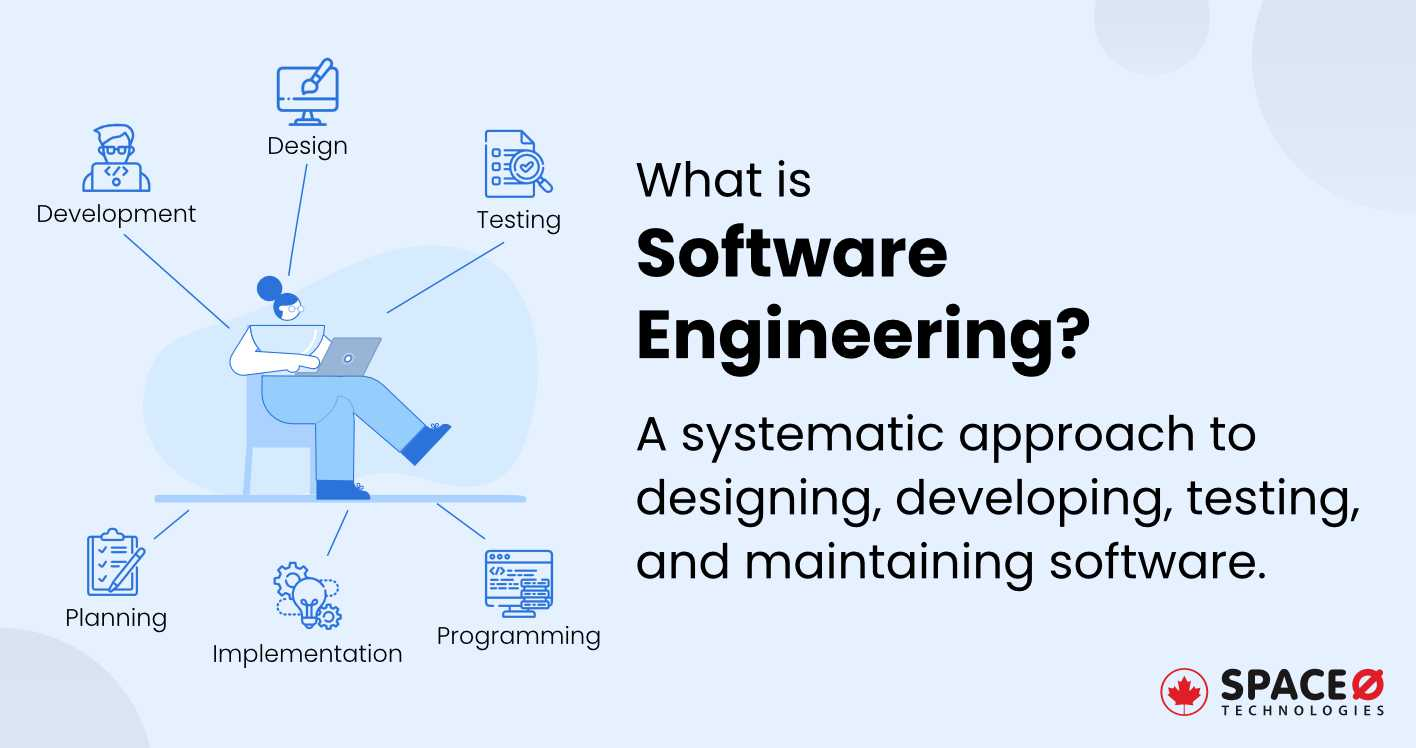 Design
Development
Testing
Planning
Implementation
Programming
What is
Software
Engineering?
A systematic approach to
designing, developing, testing,
and maintaining software.
SPACEØ
TECHNOLOGIES